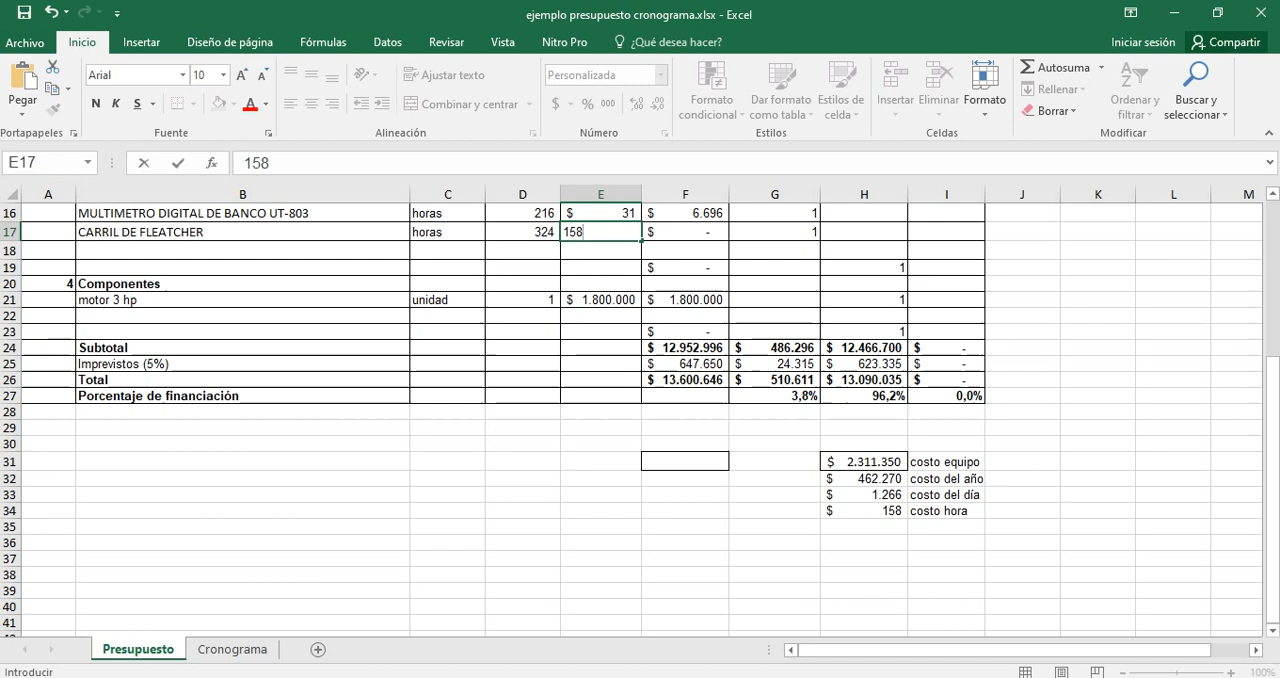 ejemplo presupuesto cronograma.xlsx - Excel
Archivo Inicio Insertar Diseño de página Fórmulas Datos Revisar Vista Nitro Pro ¿Qué desea hacer? Iniciar sesión Compartir
Pegar
Arial 10
Ajustar texto
Personalizada
N K S
Combinar y centrar
$ % 000
Formato condicional
Dar formato como tabla
Estilos de celda
Insertar
Eliminar
Formato
Autosuma
Rellenar
Borrar
Ordenar y filtrar
Buscar y seleccionar
Portapapeles Fuente Alineación Número Estilos Celdas Modificar
E17 fx 158
A B C D E F G H I J K L M
16 MULTIMETRO DIGITAL DE BANCO UT-803 horas 216 $ 31 $ 6.696 1
17 CARRIL DE FLEATCHER horas 324 158 $ - 1
18
19 $ - 1
20 4 Componentes
21 motor 3 hp unidad 1 $ 1.800.000 $ 1.800.000 1
22
23 $ - 1
24 Subtotal $ 12.952.996 $ 486.296 $ 12.466.700 $ -
25 Imprevistos (5%) $ 647.650 $ 24.315 $ 623.335 $ -
26 Total $ 13.600.646 $ 510.611 $ 13.090.035 $ -
27 Porcentaje de financiación 3,8% 96,2% 0,0%
28
29
30
31 $ 2.311.350 costo equipo
32 $ 462.270 costo del año
33 $ 1.266 costo del día
34 $ 158 costo hora
35
36
37
38
39
40
41
Presupuesto Cronograma
Introducir 100%